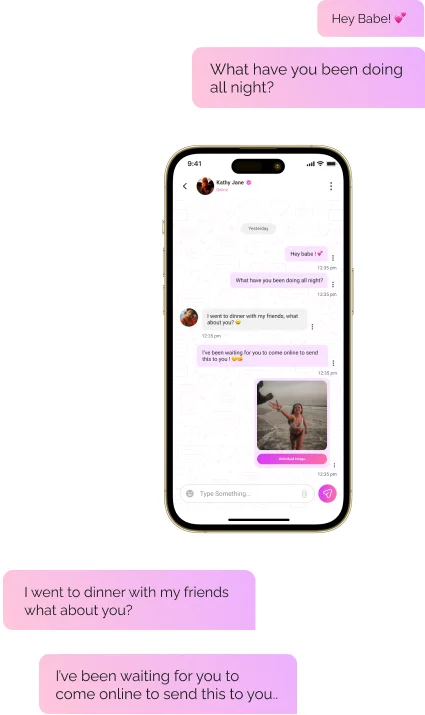 Hey Babe! 💕
What have you been doing
all night?
9:41
Kathy Jane
Yesterday
Hey babe ! 💕
12:35 pm
What have you been doing all night?
12:35 pm
I went to dinner with my friends, what
about you? 😄
12:35 pm
I've been waiting for you to come online to send
this to you !
12:35 pm
12:35 pm
Type Something...
I went to dinner with my friends
what about you?
I've been waiting for you to
come online to send this to you..